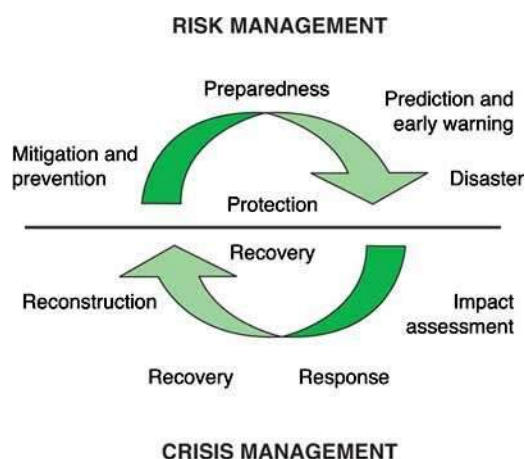 RISK MANAGEMENT
Preparedness
Prediction and
early warning
Mitigation and
prevention
Disaster
Protection
Recovery
Reconstruction
Impact
assessment
Recovery
Response
CRISIS MANAGEMENT